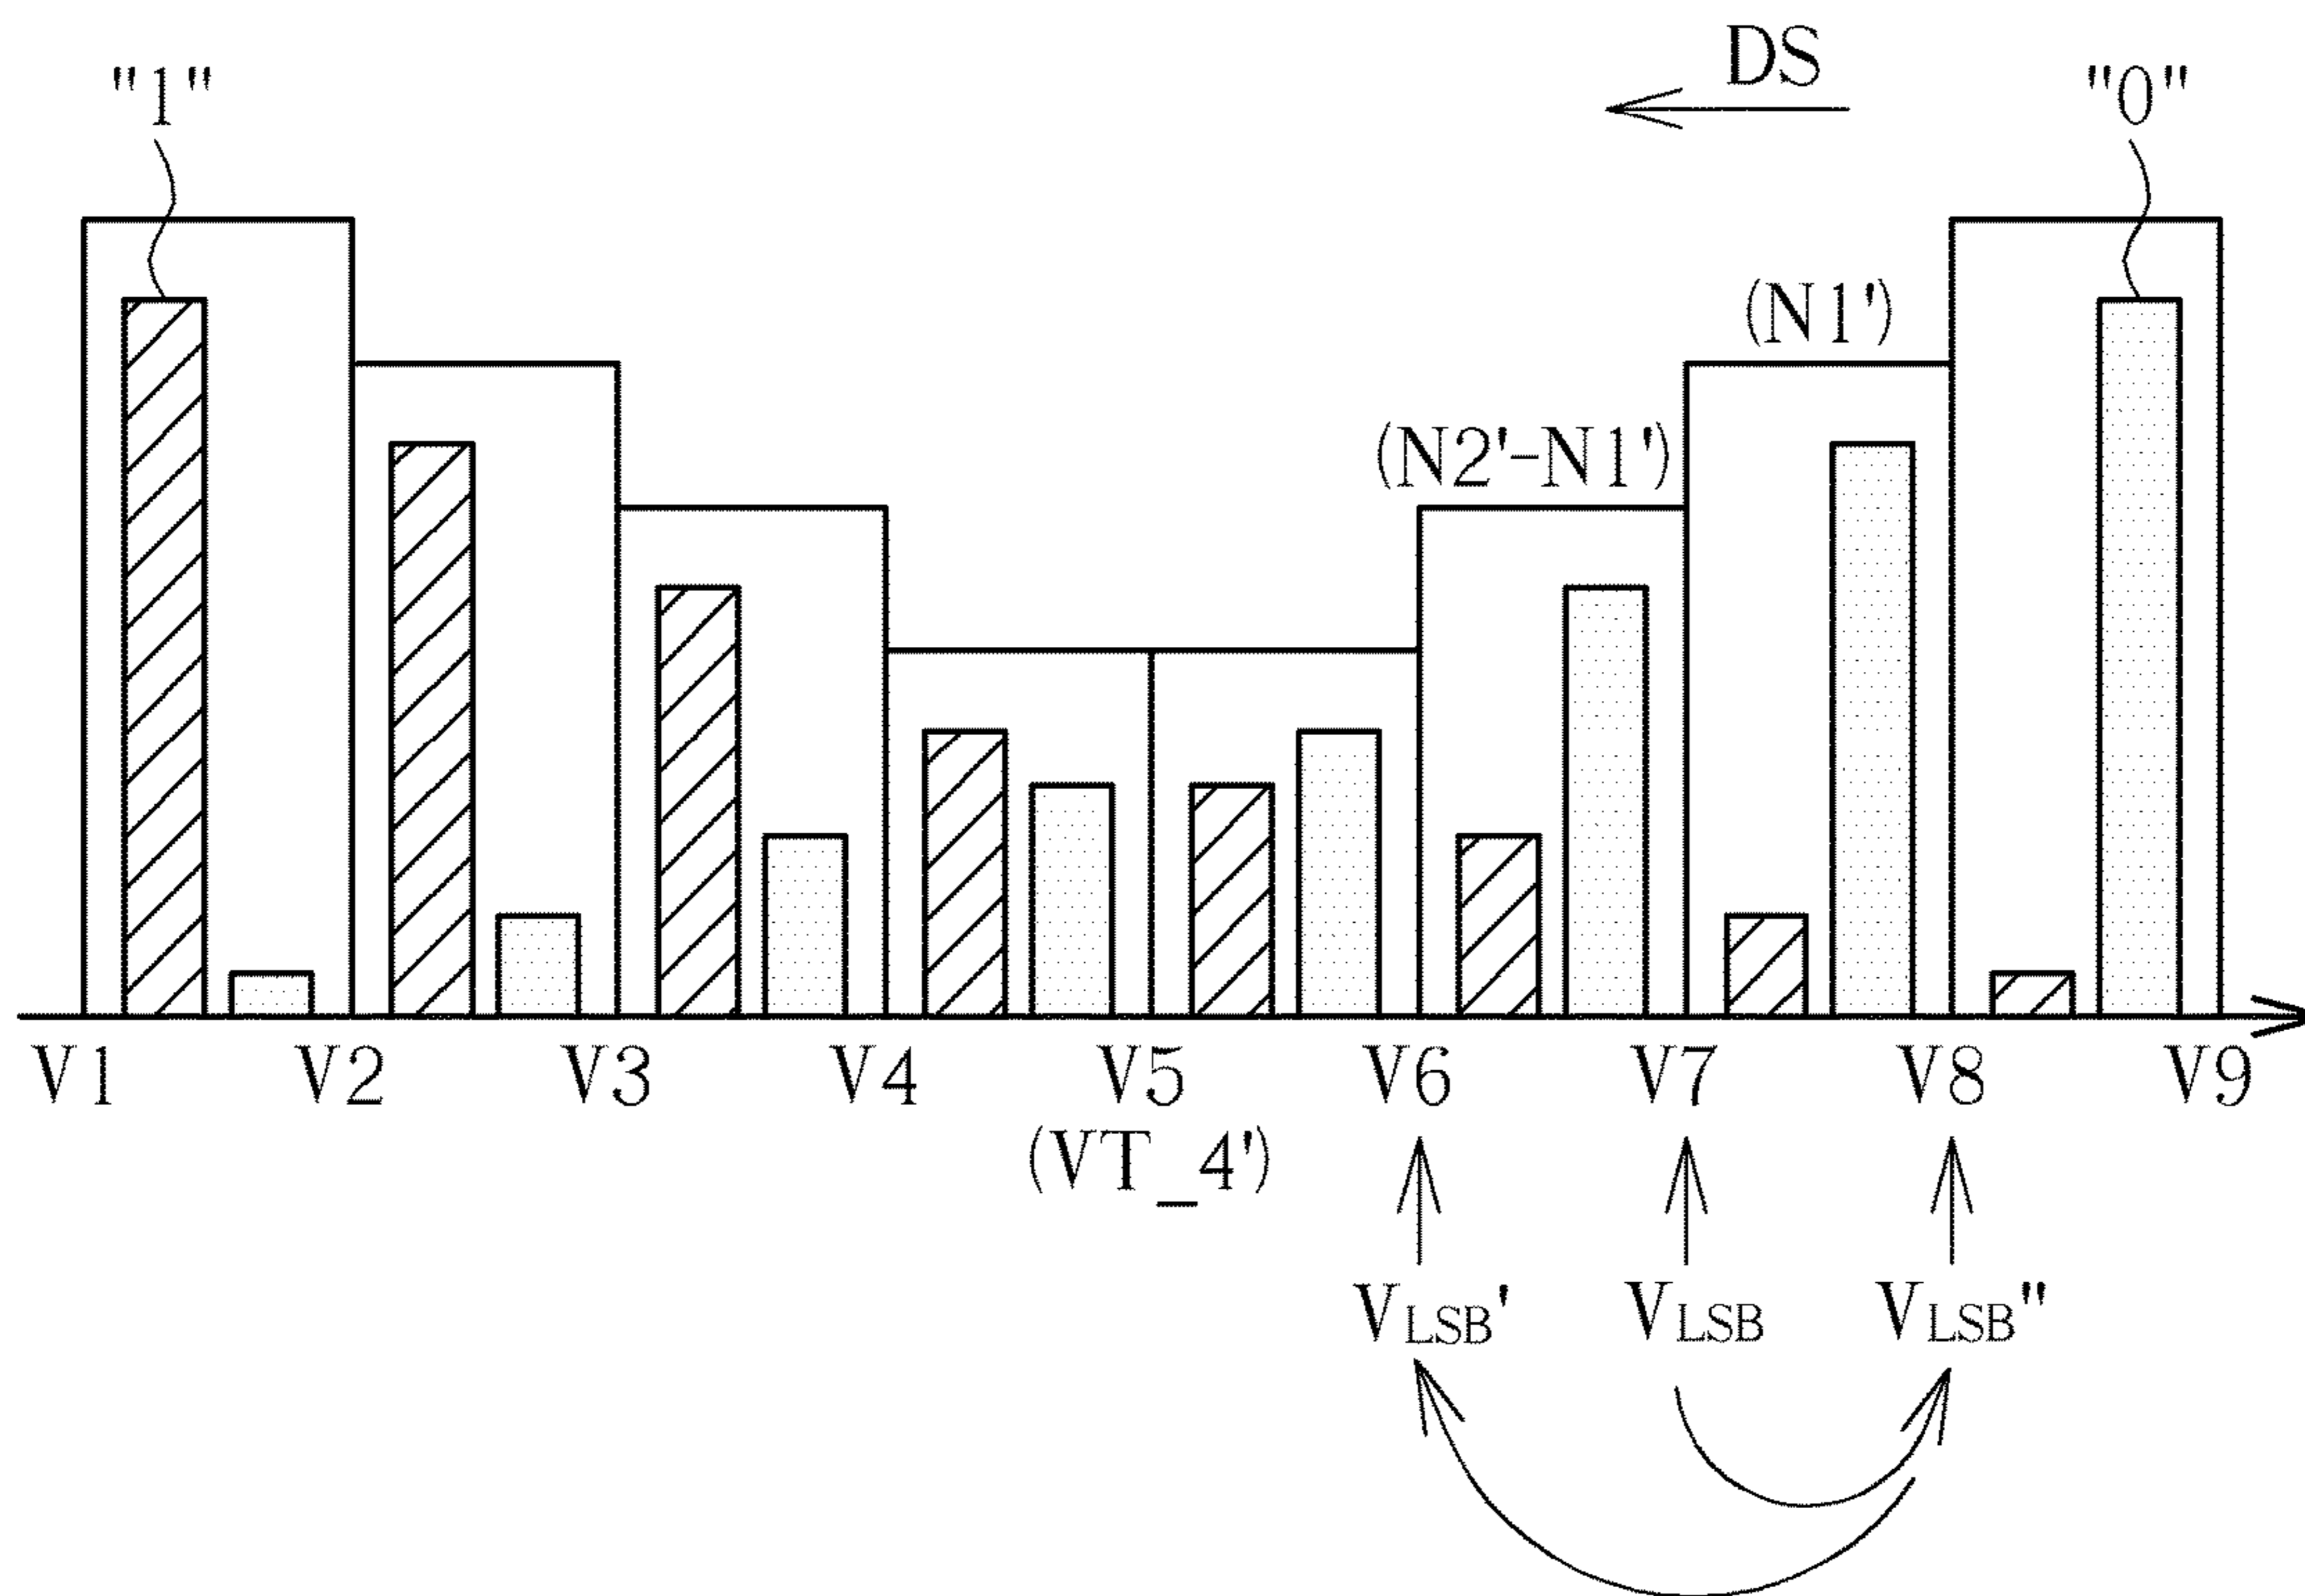 DS
"1"
"0"
(N1')
(N2'-N1')
V1 V2 V3 V4 V5 V6 V7 V8 V9
(VT_4')
VLSB' VLSB VLSB"